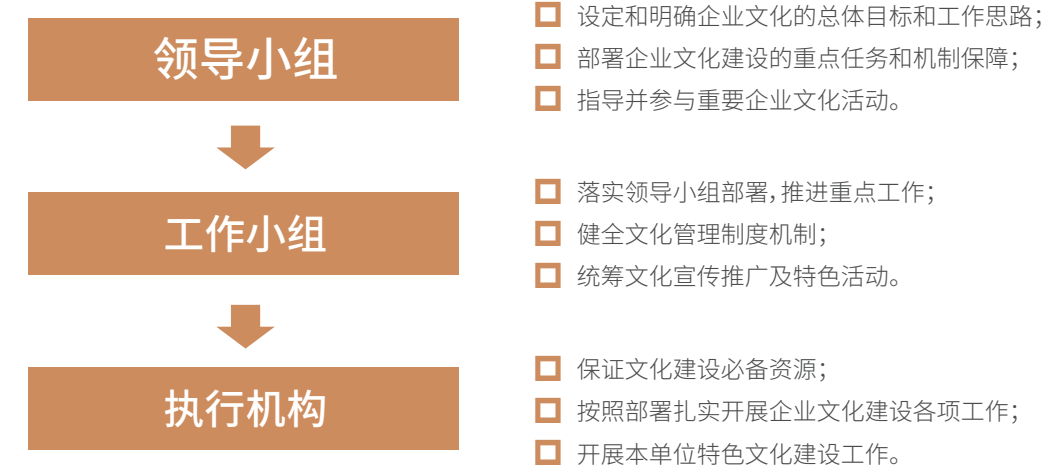 领导小组
设定和明确企业文化的总体目标和工作思路；
部署企业文化建设的重点任务和机制保障；
指导并参与重要企业文化活动。
工作小组
落实领导小组部署，推进重点工作；
健全文化管理制度机制；
统筹文化宣传推广及特色活动。
执行机构
保证文化建设必备资源；
按照部署扎实开展企业文化建设各项工作；
开展本单位特色文化建设工作。